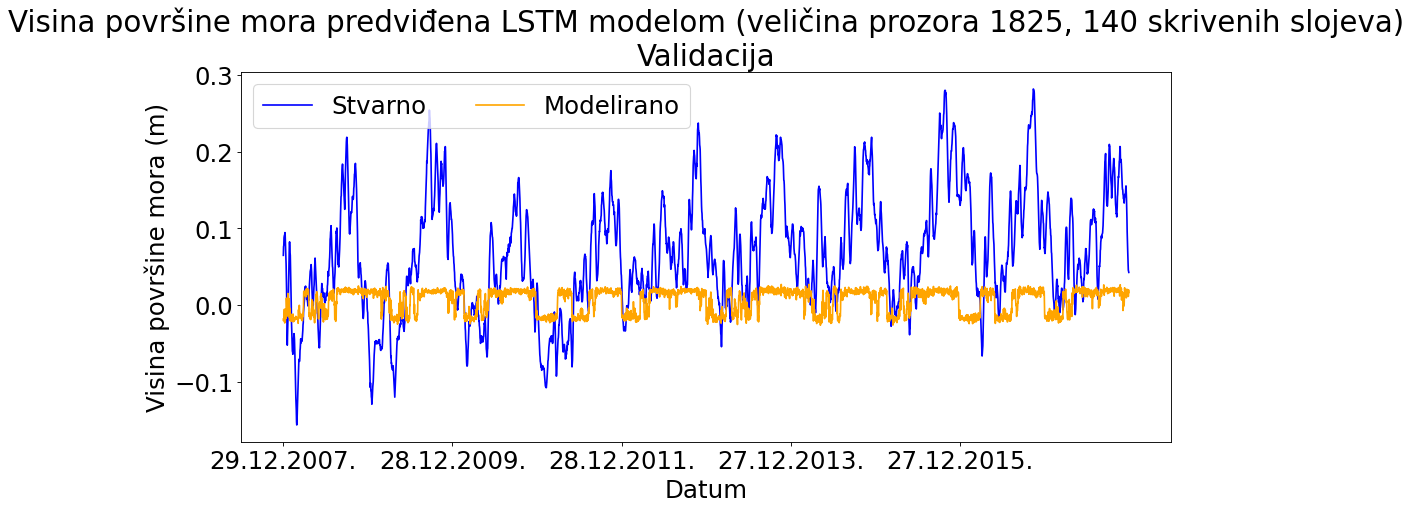 Visina površine mora predviđena LSTM modelom (veličina prozora 1825, 140 skrivenih slojeva)
Validacija
Stvarno Modelirano
Visina površine mora (m)
0.3
0.2
0.1
0.0
−0.1
29.12.2007. 28.12.2009. 28.12.2011. 27.12.2013. 27.12.2015.
Datum